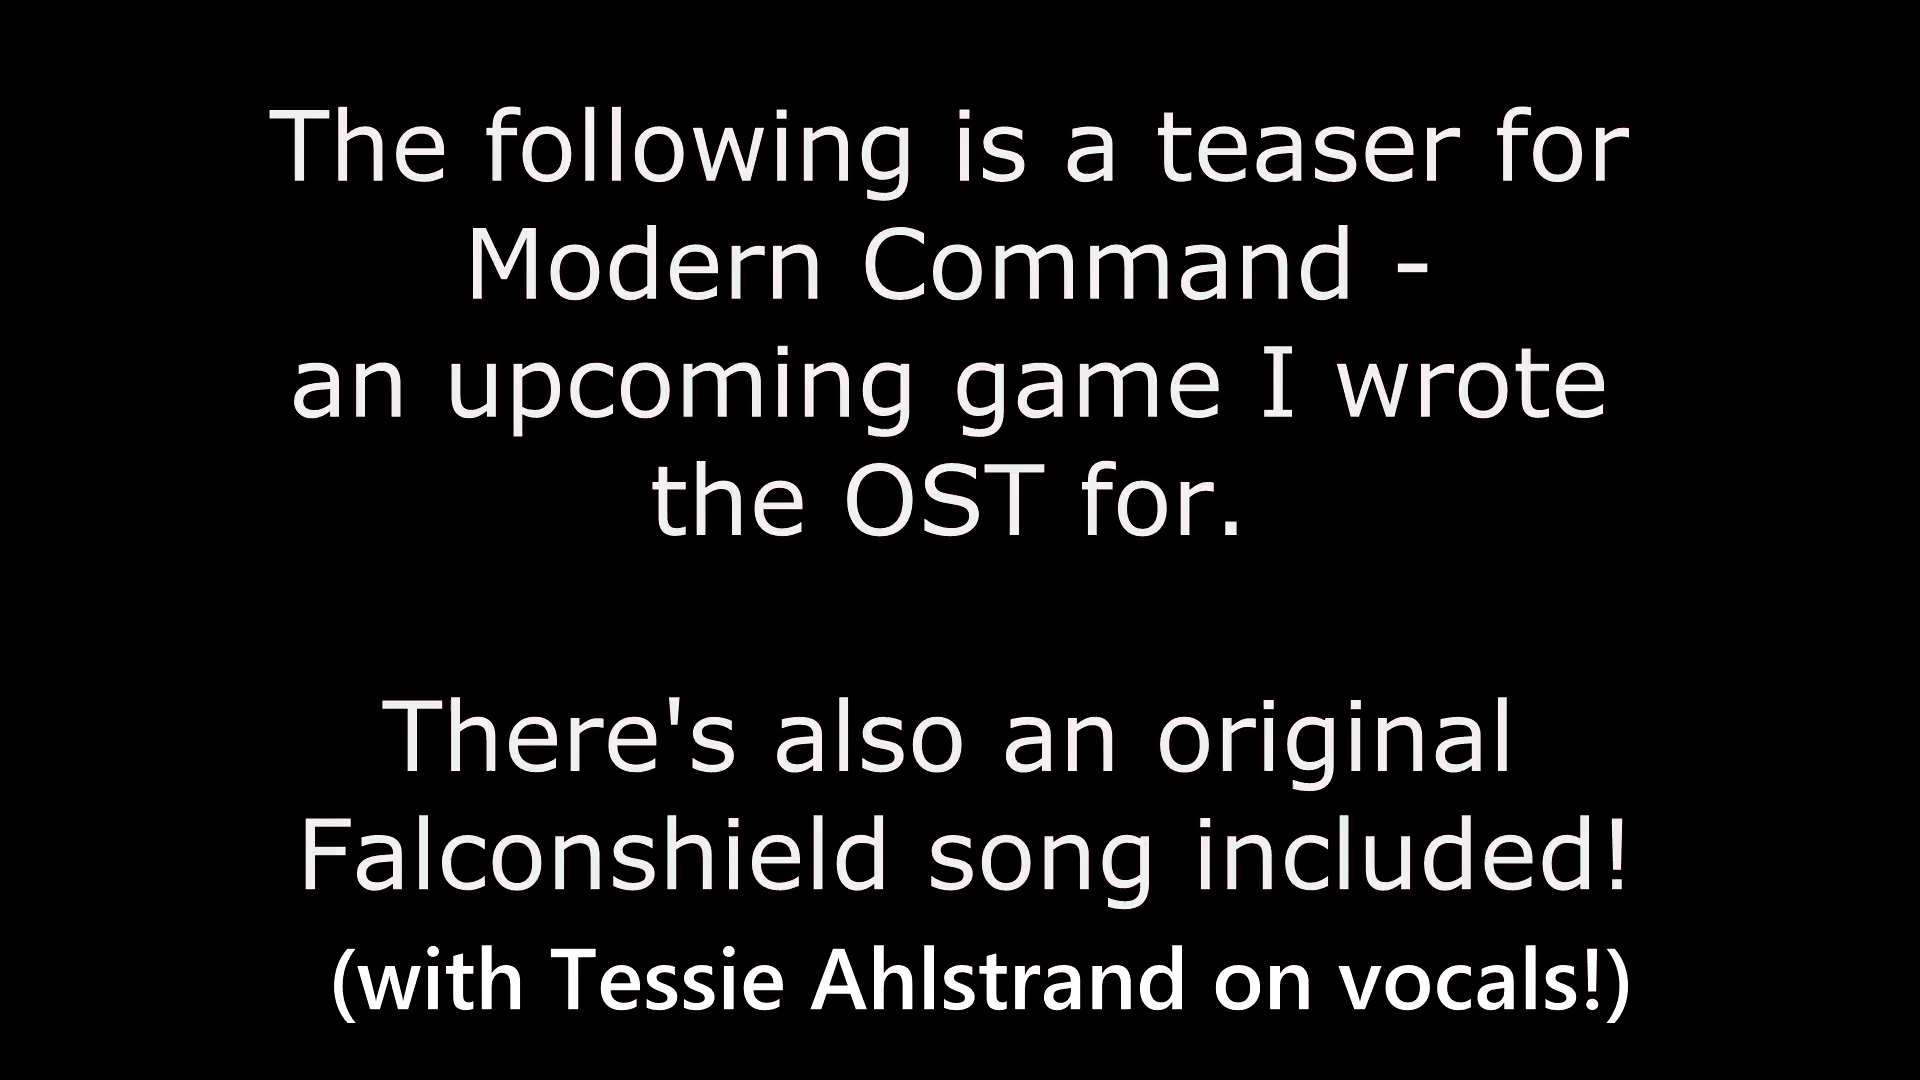 The following is a teaser for
Modern Command -
an upcoming game I wrote
the OST for.
There's also an original
Falconshield song included!
(with Tessie Ahlstrand on vocals!)